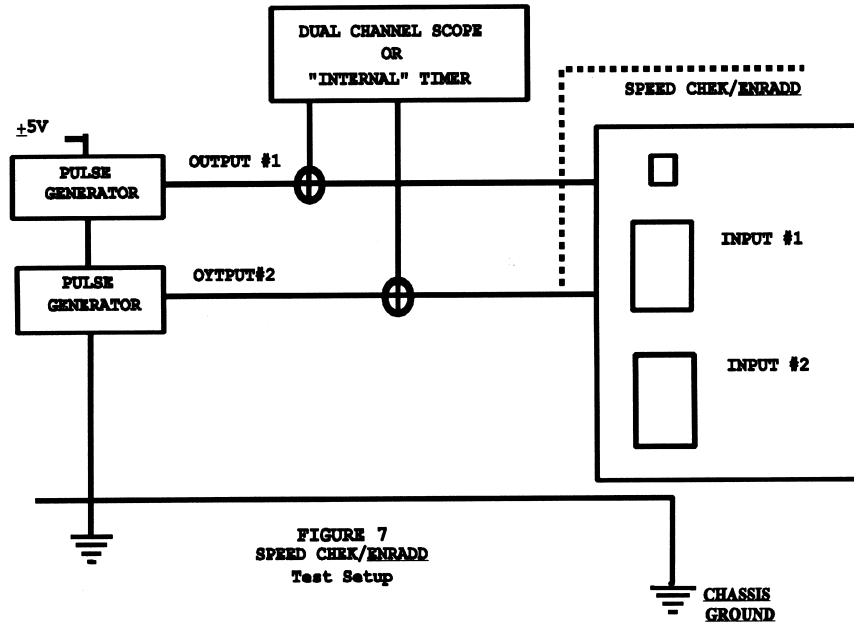 DUAL CHANNEL SCOPE
OR
"INTERNAL" TIMER
SPEED CHEK/ENRADD
±5V
PULSE
GENERATOR
OUTPUT #1
INPUT #1
PULSE
GENERATOR
OYTPUT#2
INPUT #2
FIGURE 7
SPEED CHEK/ENRADD
Test Setup
CHASSIS
GROUND